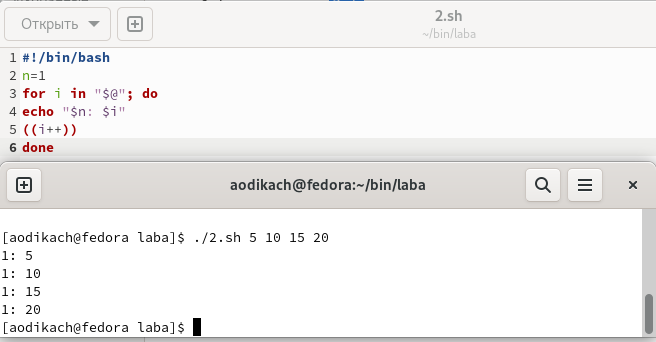 Открыть
2.sh
~/bin/laba
1 #!/bin/bash
2 n=1
3 for i in "$@"; do
4 echo "$n: $i"
5 ((i++))
6 done
aodikach@fedora:~/bin/laba
[aodikach@fedora laba]$ ./2.sh 5 10 15 20
1: 5
1: 10
1: 15
1: 20
[aodikach@fedora laba]$